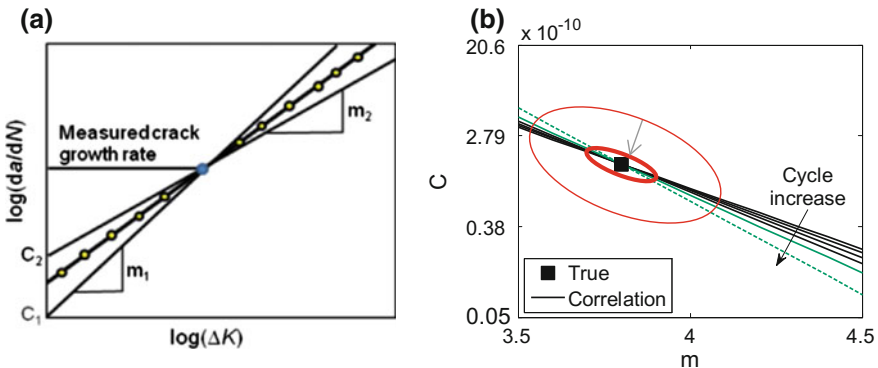 (a)
log(da/dN)
Measured crack
growth rate
m₂
C₂
m₁
C₁
log(ΔK)
(b)
x 10⁻¹⁰
20.6
2.79
C
0.38
0.05
Cycle
increase
True
Correlation
3.5
4
4.5
m